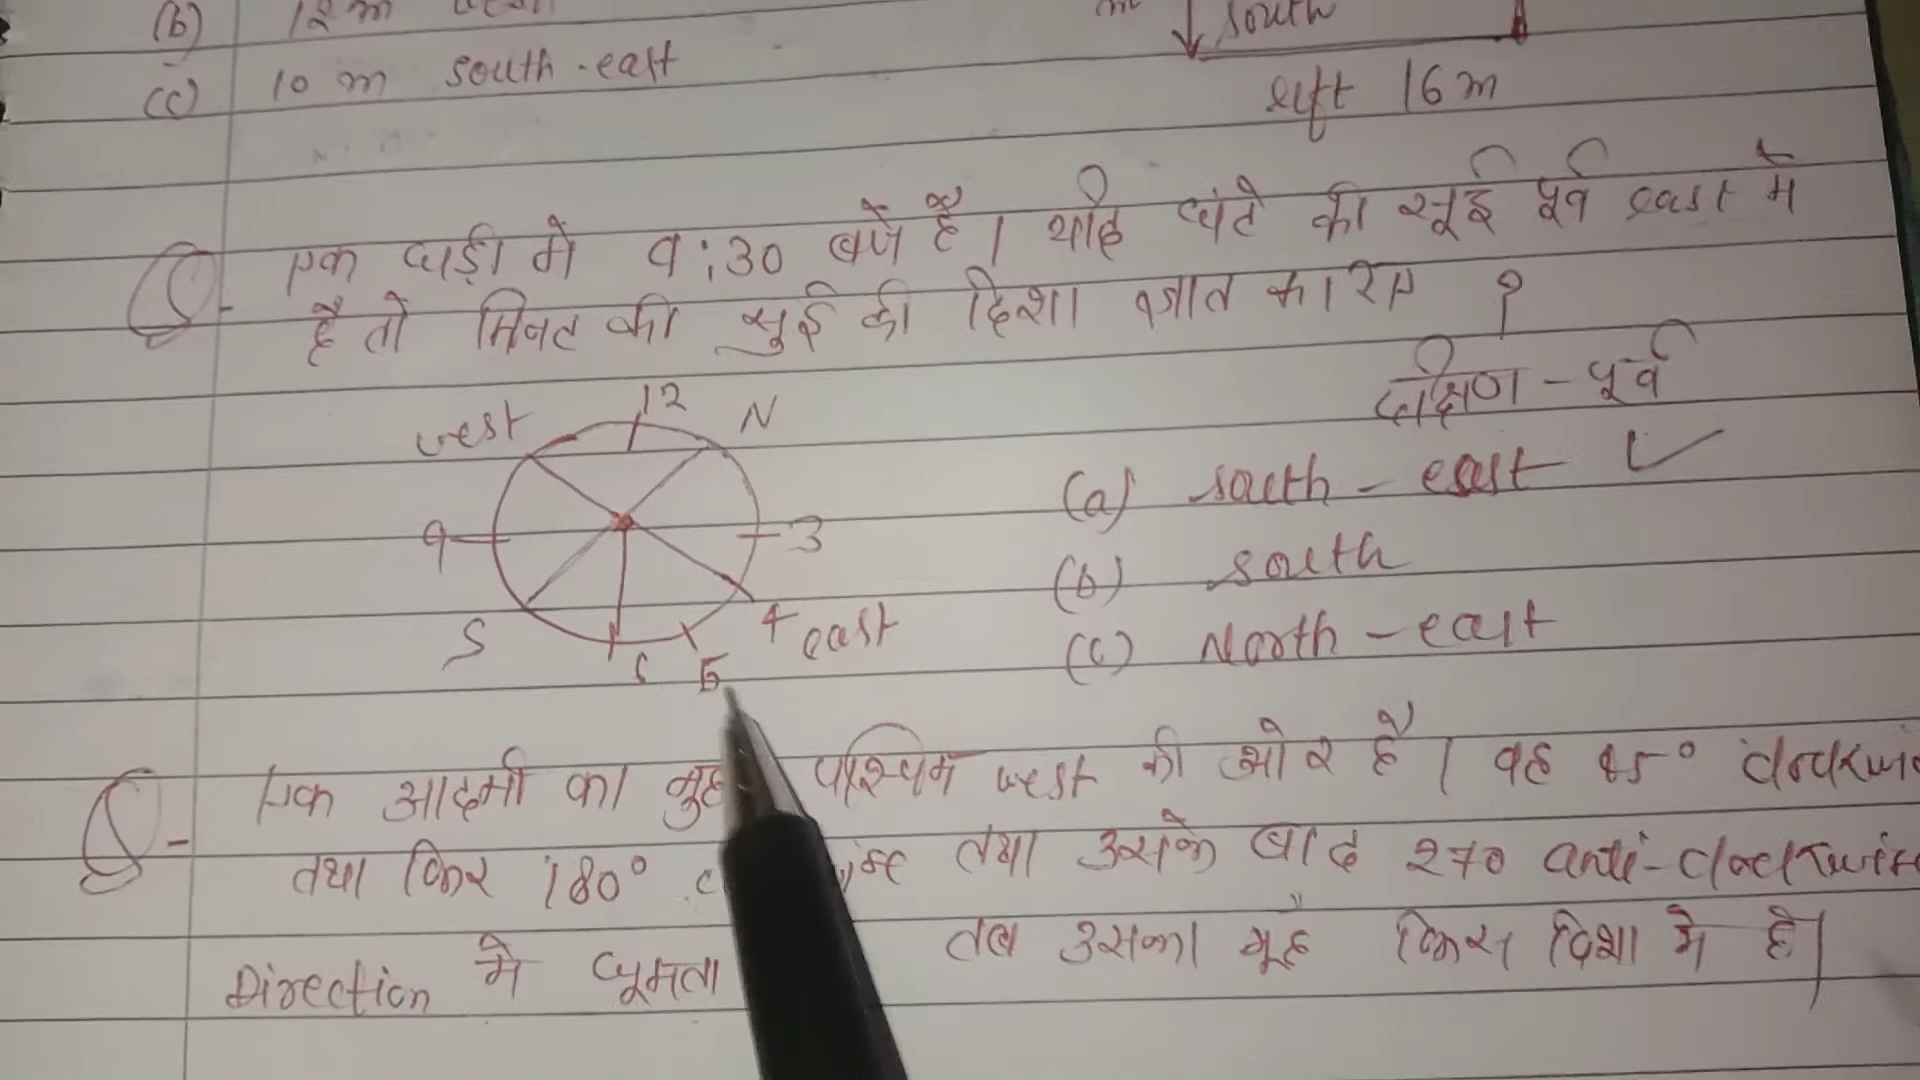 (b) 12 m
(c) 10 m south-east
m south
left 16 m
Q- एक घड़ी में 4:30 बजे है। यदि घंटे की सूई पूर्व east में
है तो मिनट की सूई की दिशा ज्ञात करिए ?
दक्षिण - पूर्व
west 12 N
(a) south - east ✓
9 3
(b) south
S 6 5 4 east
(c) North - east
Q- एक आदमी का मुह पश्चिम west की ओर है। वह 45°
तथा फिर 180° तथा उसके बाद 270 anti-clockwise
Direction में घूमता तब उसका मूह किस दिशा मे है।